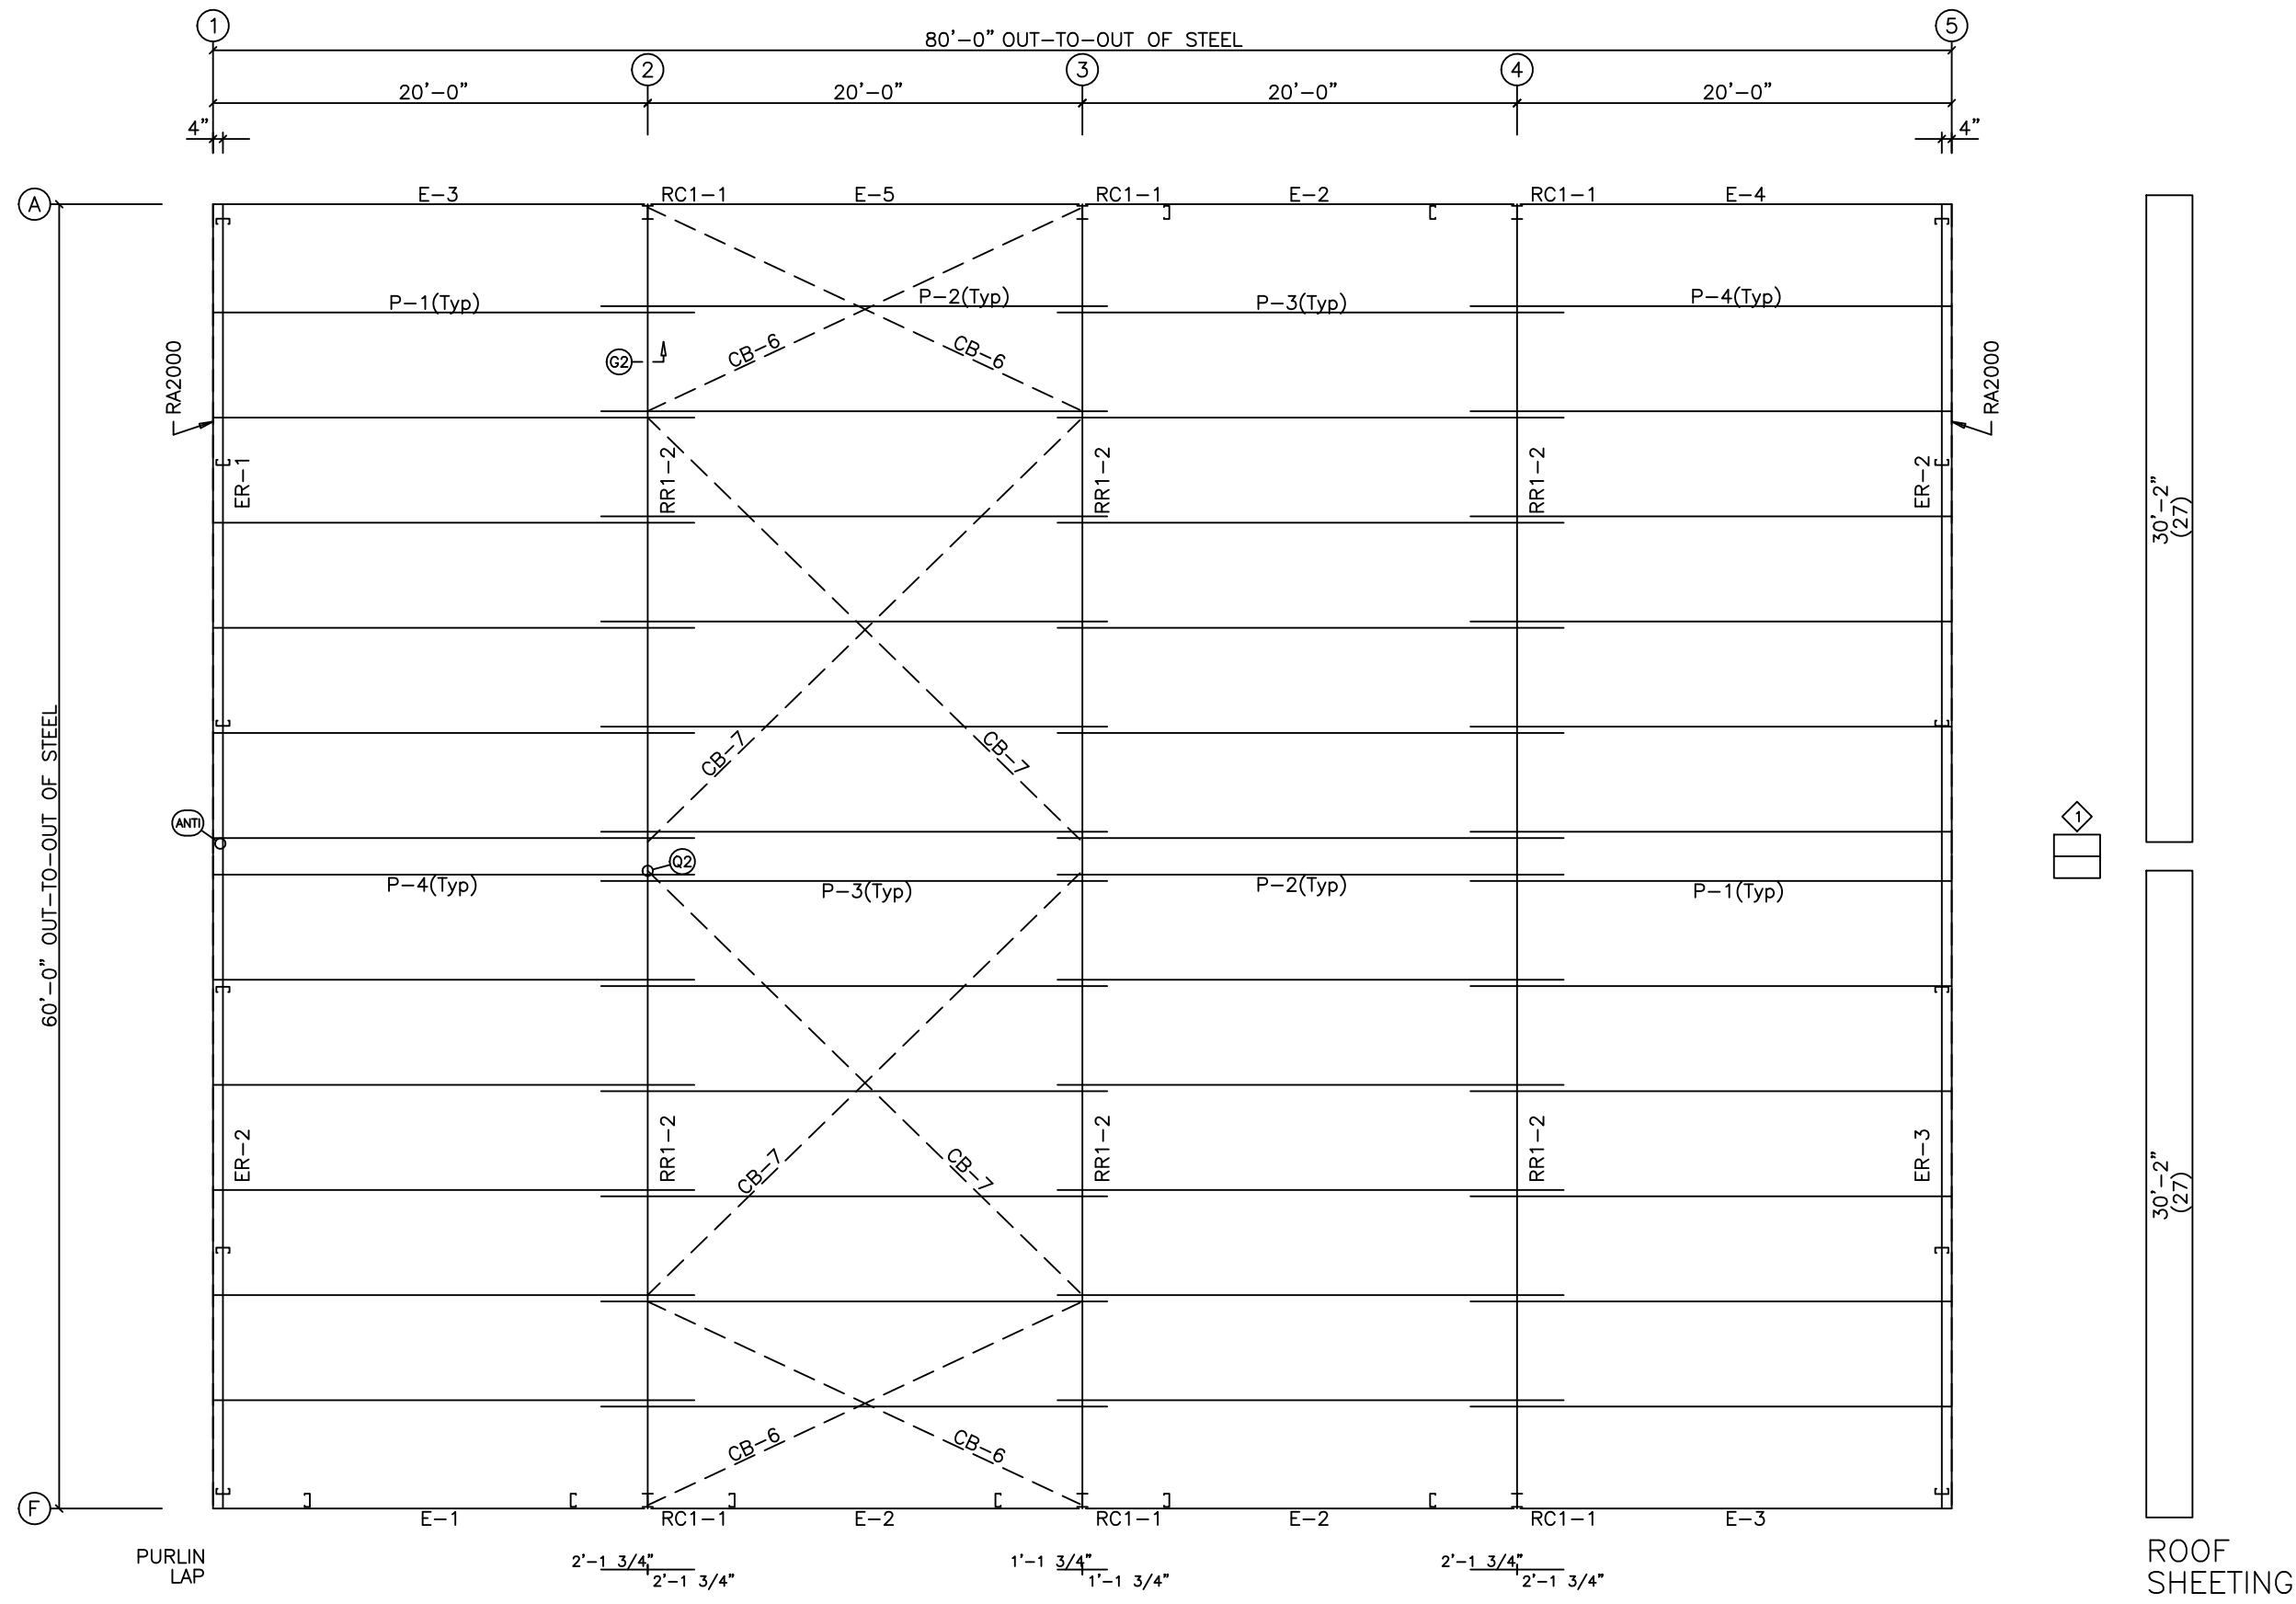 1
5
80'-0" OUT-TO-OUT OF STEEL
2
3
4
20'-0"
20'-0"
20'-0"
20'-0"
4"
4"
A
E-3
RC1-1
E-5
RC1-1
E-2
RC1-1
E-4
P-1(Typ)
P-2(Typ)
P-3(Typ)
P-4(Typ)
RA2000
G2
CB-6
CB-6
RA2000
ER-1
RR1-2
RR1-2
RR1-2
ER-2
30'-2"
(27)
CB-7
CB-7
60'-0" OUT-TO-OUT OF STEEL
ANTI
1
Q2
P-4(Typ)
P-3(Typ)
P-2(Typ)
P-1(Typ)
ER-2
RR1-2
CB-7
CB-7
RR1-2
RR1-2
ER-3
30'-2"
(27)
CB-6
CB-6
F
E-1
RC1-1
E-2
RC1-1
E-2
RC1-1
E-3
PURLIN
LAP
2'-1 3/4"
2'-1 3/4"
1'-1 3/4"
1'-1 3/4"
2'-1 3/4"
2'-1 3/4"
ROOF
SHEETING